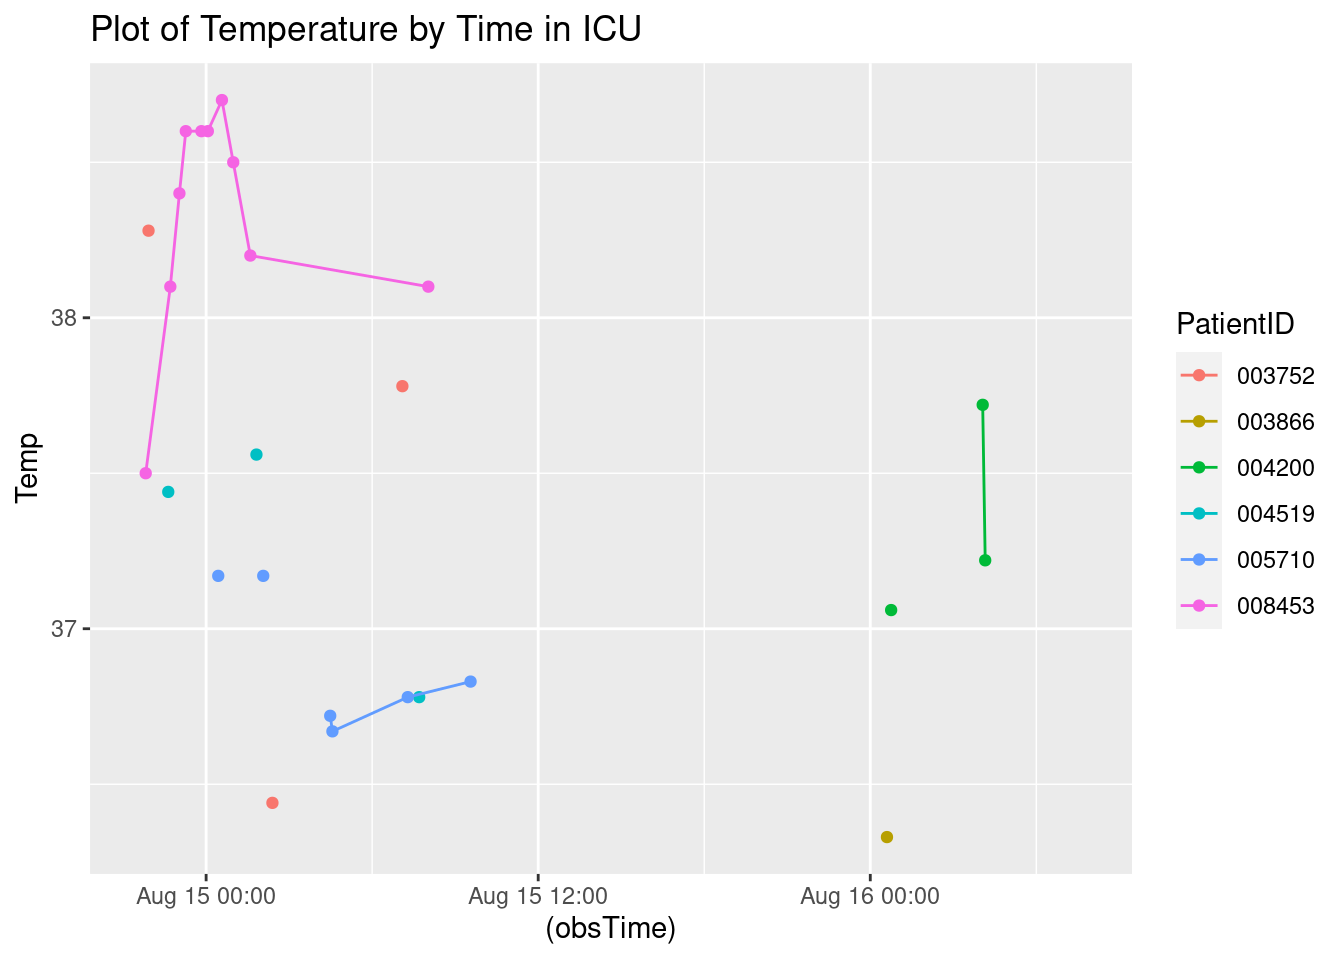 Plot of Temperature by Time in ICU
Temp
38
37
Aug 15 00:00
Aug 15 12:00
Aug 16 00:00
(obsTime)
PatientID
003752
003866
004200
004519
005710
008453